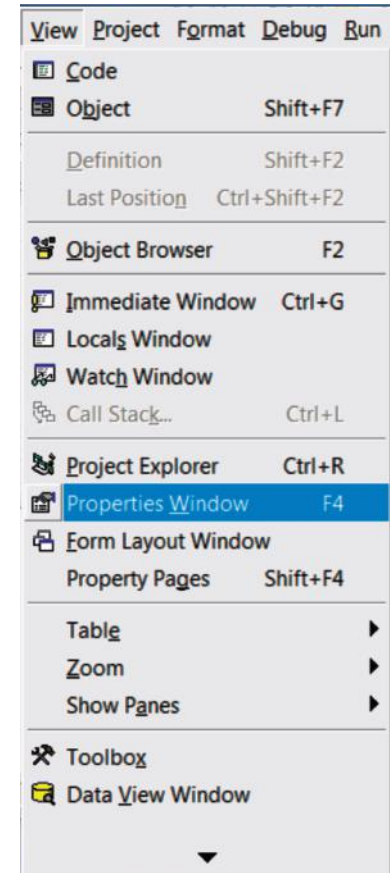 View Project Format Debug Run
Code
Object Shift+F7
Definition Shift+F2
Last Position Ctrl+Shift+F2
Object Browser F2
Immediate Window Ctrl+G
Locals Window
Watch Window
Call Stack... Ctrl+L
Project Explorer Ctrl+R
Properties Window F4
Form Layout Window
Property Pages Shift+F4
Table
Zoom
Show Panes
Toolbox
Data View Window